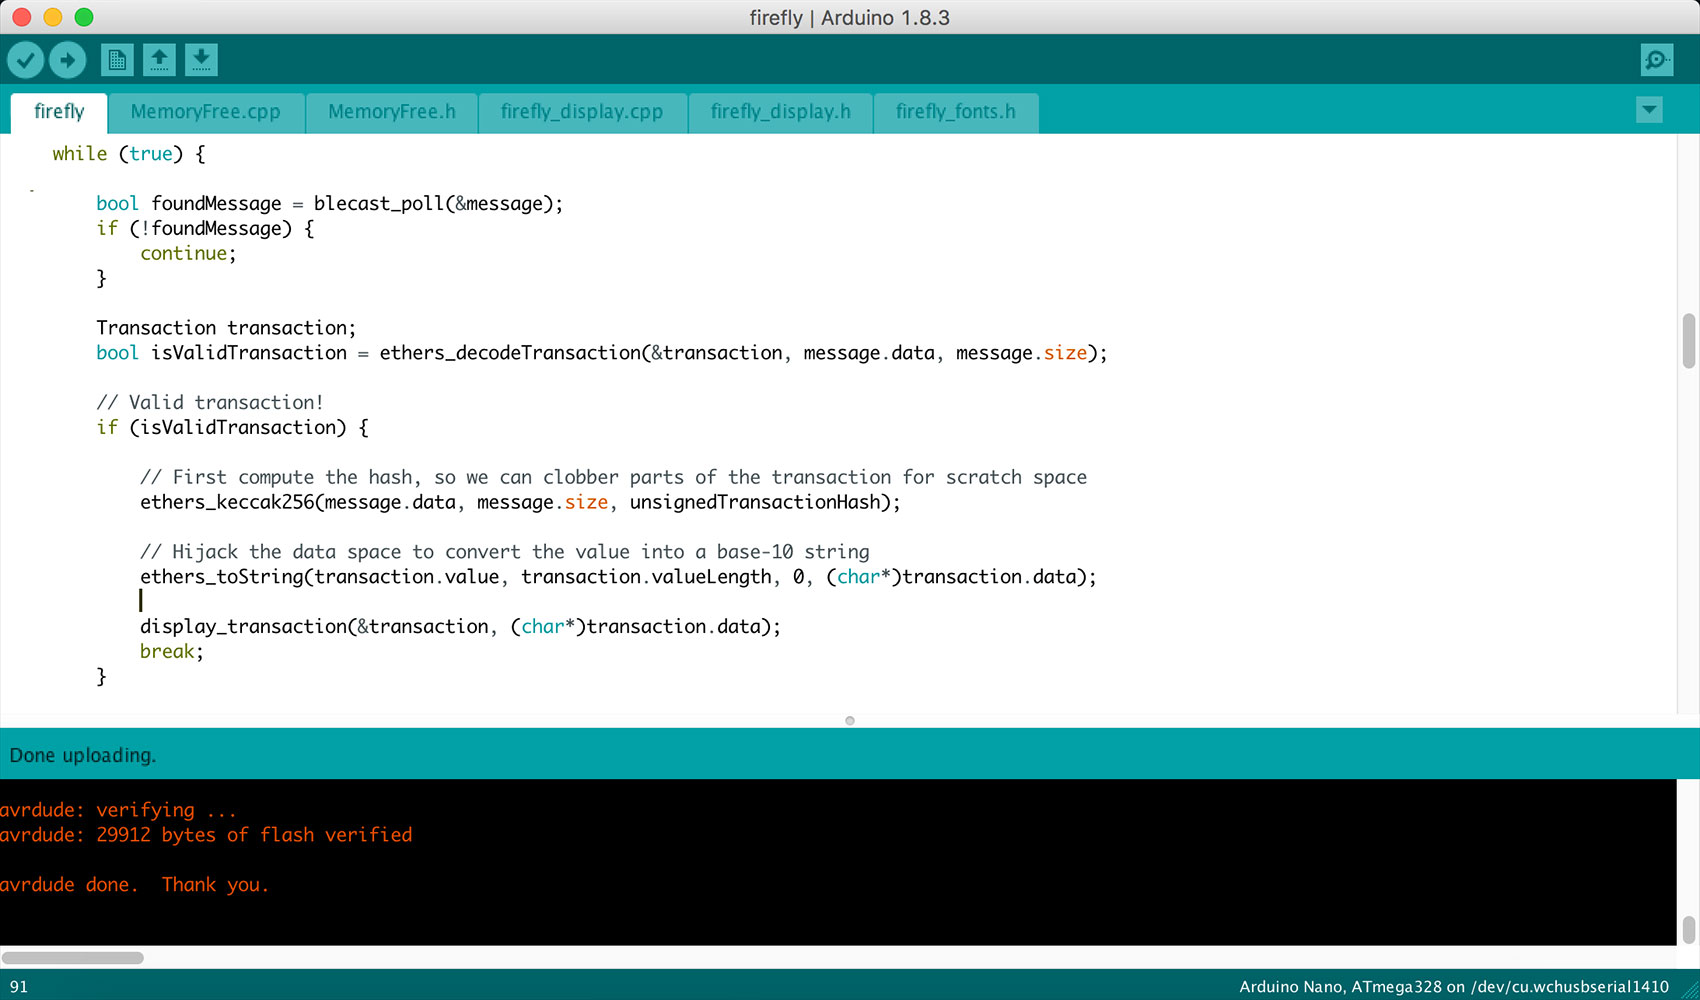 firefly | Arduino 1.8.3
firefly MemoryFree.cpp MemoryFree.h firefly_display.cpp firefly_display.h firefly_fonts.h
while (true) {
bool foundMessage = blecast_poll(&message);
if (!foundMessage) {
continue;
}
Transaction transaction;
bool isValidTransaction = ethers_decodeTransaction(&transaction, message.data, message.size);
// Valid transaction!
if (isValidTransaction) {
// First compute the hash, so we can clobber parts of the transaction for scratch space
ethers_keccak256(message.data, message.size, unsignedTransactionHash);
// Hijack the data space to convert the value into a base-10 string
ethers_toString(transaction.value, transaction.valueLength, 0, (char*)transaction.data);
display_transaction(&transaction, (char*)transaction.data);
break;
}
Done uploading.
avrdude: verifying ...
avrdude: 29912 bytes of flash verified
avrdude done.  Thank you.
91 Arduino Nano, ATmega328 on /dev/cu.wchusbserial1410